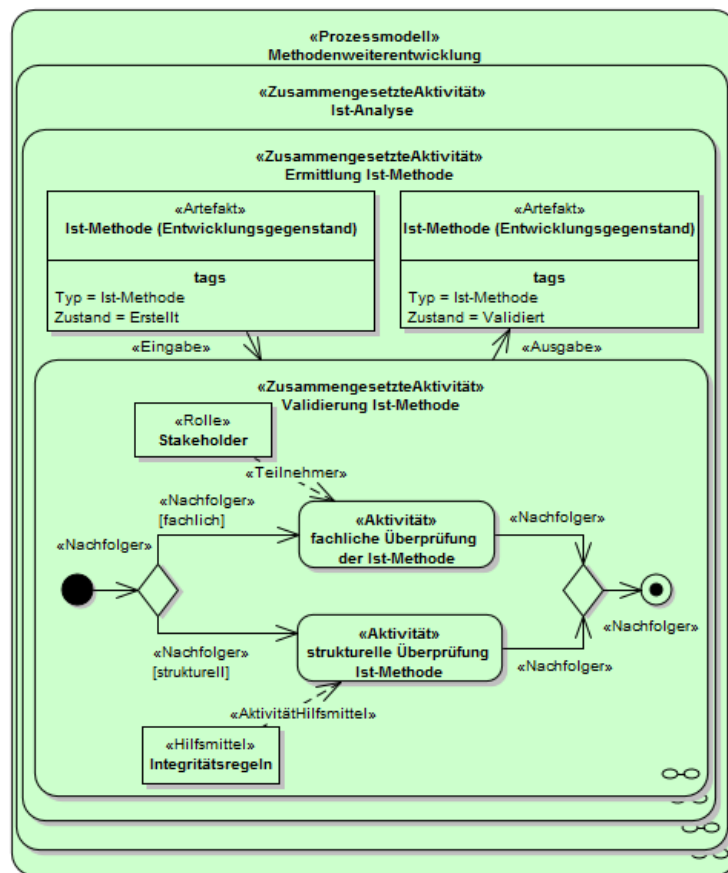 «Prozessmodell»
Methodenweiterentwicklung
«ZusammengesetzteAktivität»
Ist-Analyse
«ZusammengesetzteAktivität»
Ermittlung Ist-Methode
«Artefakt»
Ist-Methode (Entwicklungsgegenstand)
tags
Typ = Ist-Methode
Zustand = Erstellt
«Artefakt»
Ist-Methode (Entwicklungsgegenstand)
tags
Typ = Ist-Methode
Zustand = Validiert
«Eingabe»
«Ausgabe»
«ZusammengesetzteAktivität»
Validierung Ist-Methode
«Rolle»
Stakeholder
«Teilnehmer»
«Nachfolger»
[fachlich]
«Aktivität»
fachliche Überprüfung
der Ist-Methode
«Nachfolger»
«Nachfolger»
«Nachfolger»
«Nachfolger»
[strukturell]
«Aktivität»
strukturelle Überprüfung
Ist-Methode
«Nachfolger»
«AktivitätHilfsmittel»
«Hilfsmittel»
Integritätsregeln